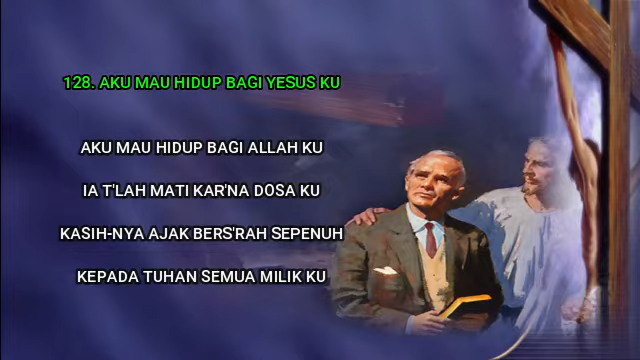 128. AKU MAU HIDUP BAGI YESUS KU
AKU MAU HIDUP BAGI ALLAH KU
IA T'LAH MATI KAR'NA DOSA KU
KASIH-NYA AJAK BERS'RAH SEPENUH
KEPADA TUHAN SEMUA MILIK KU